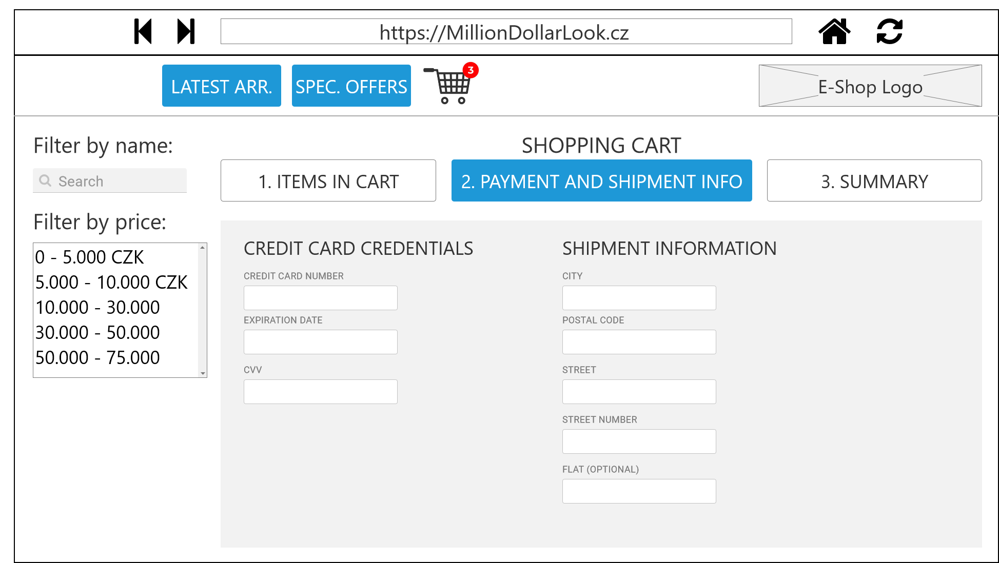 https://MillionDollarLook.cz
LATEST ARR.
SPEC. OFFERS
3
E-Shop Logo
Filter by name:
Search
Filter by price:
0 - 5.000 CZK
5.000 - 10.000 CZK
10.000 - 30.000
30.000 - 50.000
50.000 - 75.000
SHOPPING CART
1. ITEMS IN CART
2. PAYMENT AND SHIPMENT INFO
3. SUMMARY
CREDIT CARD CREDENTIALS
CREDIT CARD NUMBER
EXPIRATION DATE
CVV
SHIPMENT INFORMATION
CITY
POSTAL CODE
STREET
STREET NUMBER
FLAT (OPTIONAL)